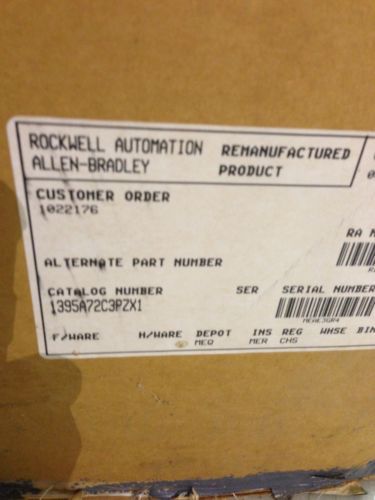 ROCKWELL AUTOMATION REMANUFACTURED
ALLEN-BRADLEY PRODUCT
CUSTOMER ORDER
1022176
RA
ALTERNATE PART NUMBER
CATALOG NUMBER SER SERIAL NUMBER
1395A72C3PZX1
MEAE3GR4
F/WARE H/WARE DEPOT INS REG WHSE BIN
MEQ MER CHS